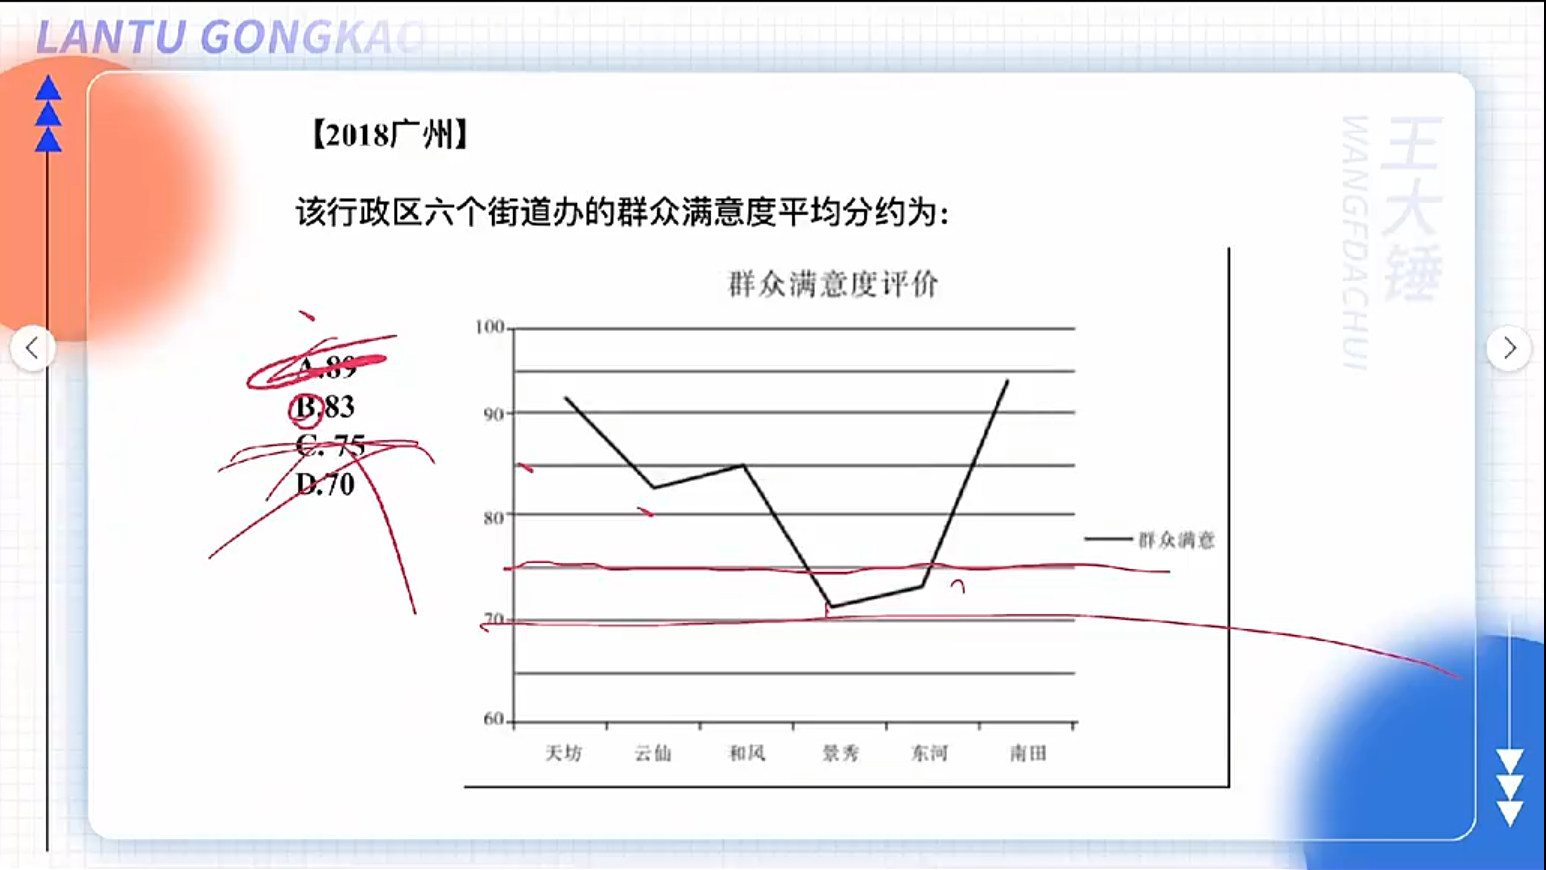 LANTU GONGKAO
【2018广州】
王大锤
WANGFDACHUI
该行政区六个街道办的群众满意度平均分约为：
群众满意度评价
A.89
B.83
C. 75
D.70
100
90
80
70
60
群众满意
天坊 云仙 和风 景秀 东河 南田